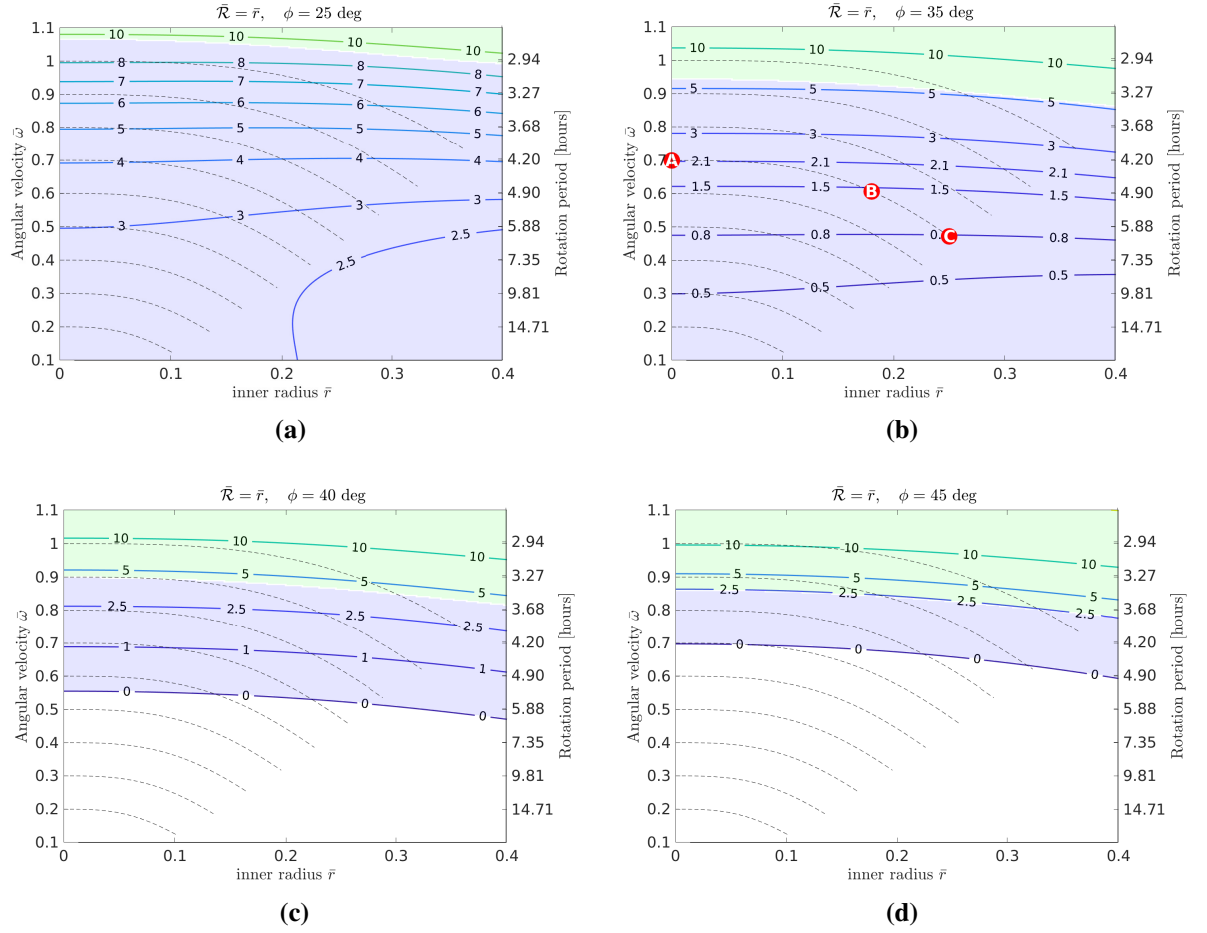 R̄ = r̄, ϕ = 25 deg
1.1
1
0.9
0.8
0.7
0.6
0.5
0.4
0.3
0.2
0.1
Angular velocity ω̄
10 10 10 10
8 8 8 8
7 7 7 7
6 6 6 6
5 5 5 5
4 4 4 4
3 3 3 3
2.5 2.5
2.94
3.27
3.68
4.20
4.90
5.88
7.35
9.81
14.71
Rotation period [hours]
0 0.1 0.2 0.3 0.4
inner radius r̄
(a)
R̄ = r̄, ϕ = 35 deg
1.1
1
0.9
0.8
0.7
0.6
0.5
0.4
0.3
0.2
0.1
Angular velocity ω̄
10 10 10 10
5 5 5 5
3 3 3 3
A 2.1 2.1 2.1 2.1
1.5 1.5 B 1.5 1.5
0.8 0.8 C 0.8
0.5 0.5 0.5 0.5
2.94
3.27
3.68
4.20
4.90
5.88
7.35
9.81
14.71
Rotation period [hours]
0 0.1 0.2 0.3 0.4
inner radius r̄
(b)
R̄ = r̄, ϕ = 40 deg
1.1
1
0.9
0.8
0.7
0.6
0.5
0.4
0.3
0.2
0.1
Angular velocity ω̄
10 10 10 10
5 5 5 5
2.5 2.5 2.5 2.5
1 1 1 1
0 0 0 0
2.94
3.27
3.68
4.20
4.90
5.88
7.35
9.81
14.71
Rotation period [hours]
0 0.1 0.2 0.3 0.4
inner radius r̄
(c)
R̄ = r̄, ϕ = 45 deg
1.1
1
0.9
0.8
0.7
0.6
0.5
0.4
0.3
0.2
0.1
Angular velocity ω̄
10 10 10 10
5 5 5 5
2.5 2.5 2.5 2.5
0 0 0 0
2.94
3.27
3.68
4.20
4.90
5.88
7.35
9.81
14.71
Rotation period [hours]
0 0.1 0.2 0.3 0.4
inner radius r̄
(d)